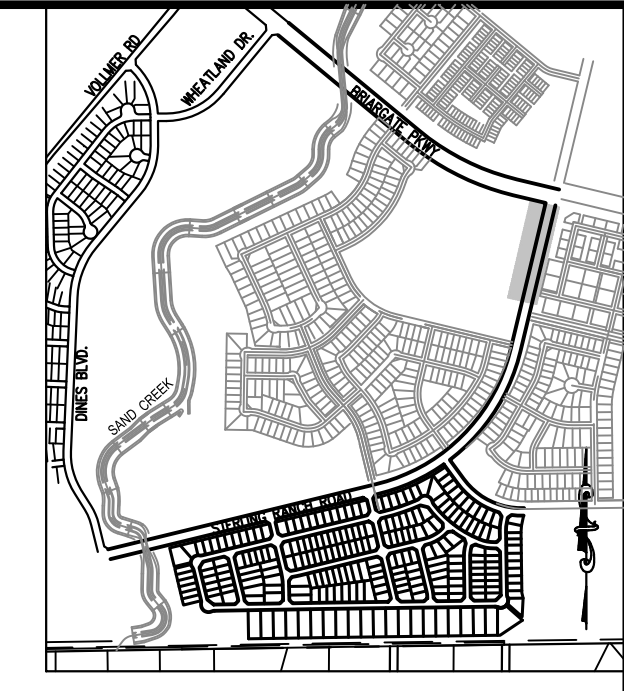 VOLLMER RD
WHEATLAND DR.
BRIARGATE PKWY
DINES BLVD.
SAND CREEK
STERLING RANCH ROAD